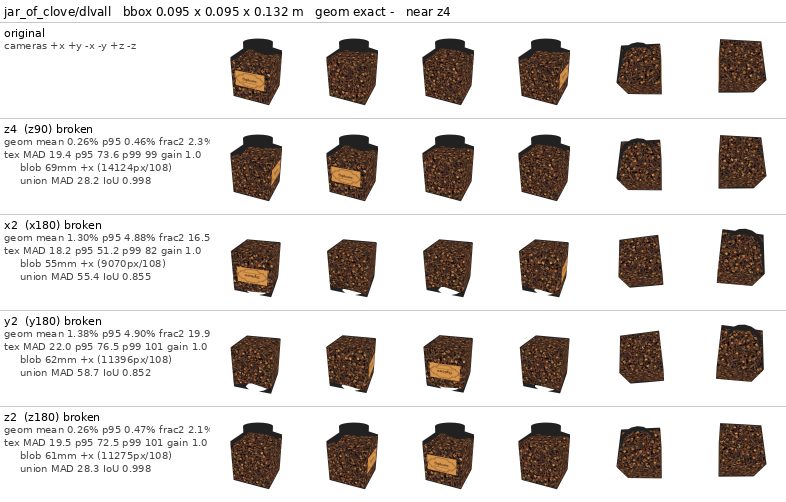 jar_of_clove/dlvall   bbox 0.095 x 0.095 x 0.132 m   geom exact -   near z4
original
cameras +x +y -x -y +z -z
z4  (z90) broken
geom mean 0.26% p95 0.46% frac2 2.3%
tex MAD 19.4 p95 73.6 p99 99 gain 1.0
blob 69mm +x (14124px/108)
union MAD 28.2 IoU 0.998
x2  (x180) broken
geom mean 1.30% p95 4.88% frac2 16.5
tex MAD 18.2 p95 51.2 p99 82 gain 1.0
blob 55mm +x (9070px/108)
union MAD 55.4 IoU 0.855
y2  (y180) broken
geom mean 1.38% p95 4.90% frac2 19.9
tex MAD 22.0 p95 76.5 p99 101 gain 1.0
blob 62mm +x (11396px/108)
union MAD 58.7 IoU 0.852
z2  (z180) broken
geom mean 0.26% p95 0.47% frac2 2.1%
tex MAD 19.5 p95 72.5 p99 101 gain 1.0
blob 61mm +x (11275px/108)
union MAD 28.3 IoU 0.998